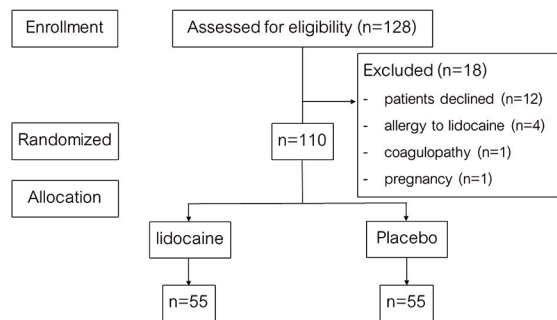 Enrollment
Assessed for eligibility (n=128)
Excluded (n=18)
- patients declined (n=12)
- allergy to lidocaine (n=4)
- coagulopathy (n=1)
- pregnancy (n=1)
Randomized
n=110
Allocation
lidocaine
Placebo
n=55
n=55